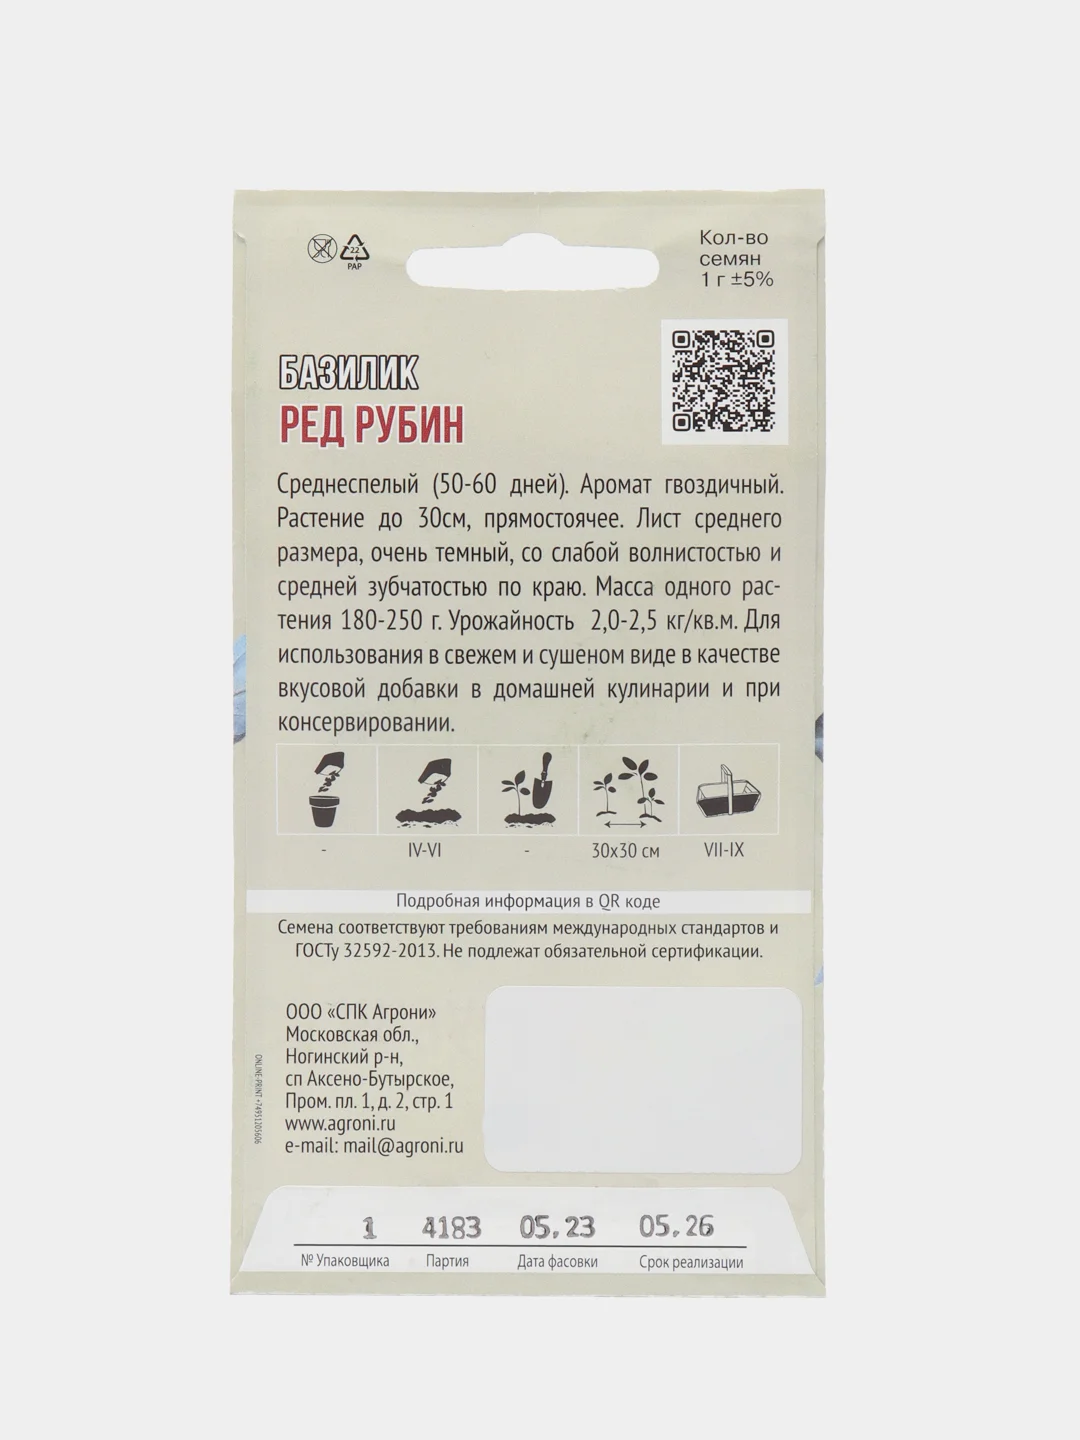 Кол-во
семян
1 г ±5%
22
PAP
БАЗИЛИК
РЕД РУБИН
Среднеспелый (50-60 дней). Аромат гвоздичный.
Растение до 30см, прямостоячее. Лист среднего
размера, очень темный, со слабой волнистостью и
средней зубчатостью по краю. Масса одного рас-
тения 180-250 г. Урожайность 2,0-2,5 кг/кв.м. Для
использования в свежем и сушеном виде в качестве
вкусовой добавки в домашней кулинарии и при
консервировании.
- IV-VI - 30х30 см VII-IX
Подробная информация в QR коде
Семена соответствуют требованиям международных стандартов и
ГОСТу 32592-2013. Не подлежат обязательной сертификации.
ООО «СПК Агрони»
Московская обл.,
Ногинский р-н,
сп Аксено-Бутырское,
Пром. пл. 1, д. 2, стр. 1
www.agroni.ru
e-mail: mail@agroni.ru
ONLINE-PRINT +74951205606
1 4183 05.23 05.26
№ Упаковщика Партия Дата фасовки Срок реализации